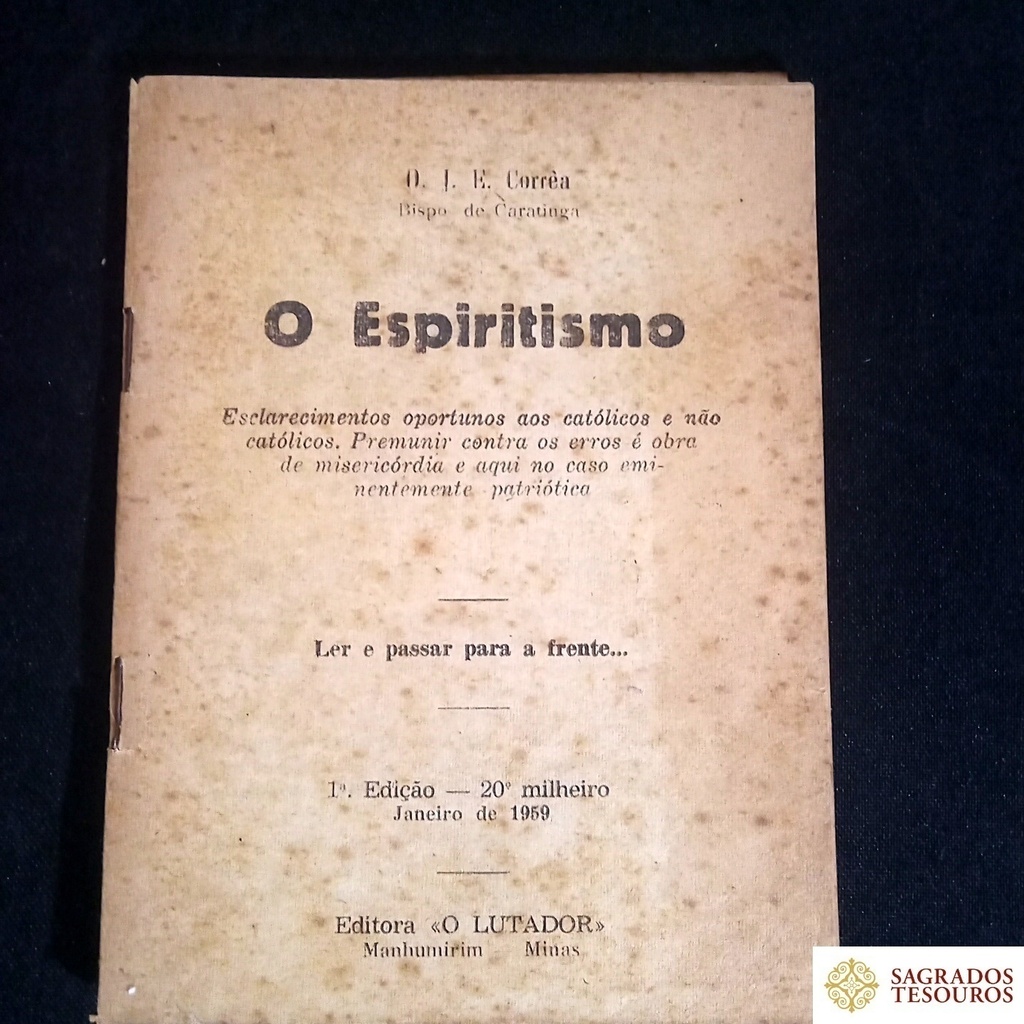 D. J. E. Corrêa
Bispo de Caratinga
O Espiritismo
Esclarecimentos oportunos aos católicos e não
católicos. Premunir contra os erros é obra
de misericórdia e aqui no caso emi-
nentemente patriótica
Ler e passar para a frente...
1ª. Edição — 20º milheiro
Janeiro de 1959
Editora «O LUTADOR»
Manhumirim Minas
SAGRADOS
TESOUROS